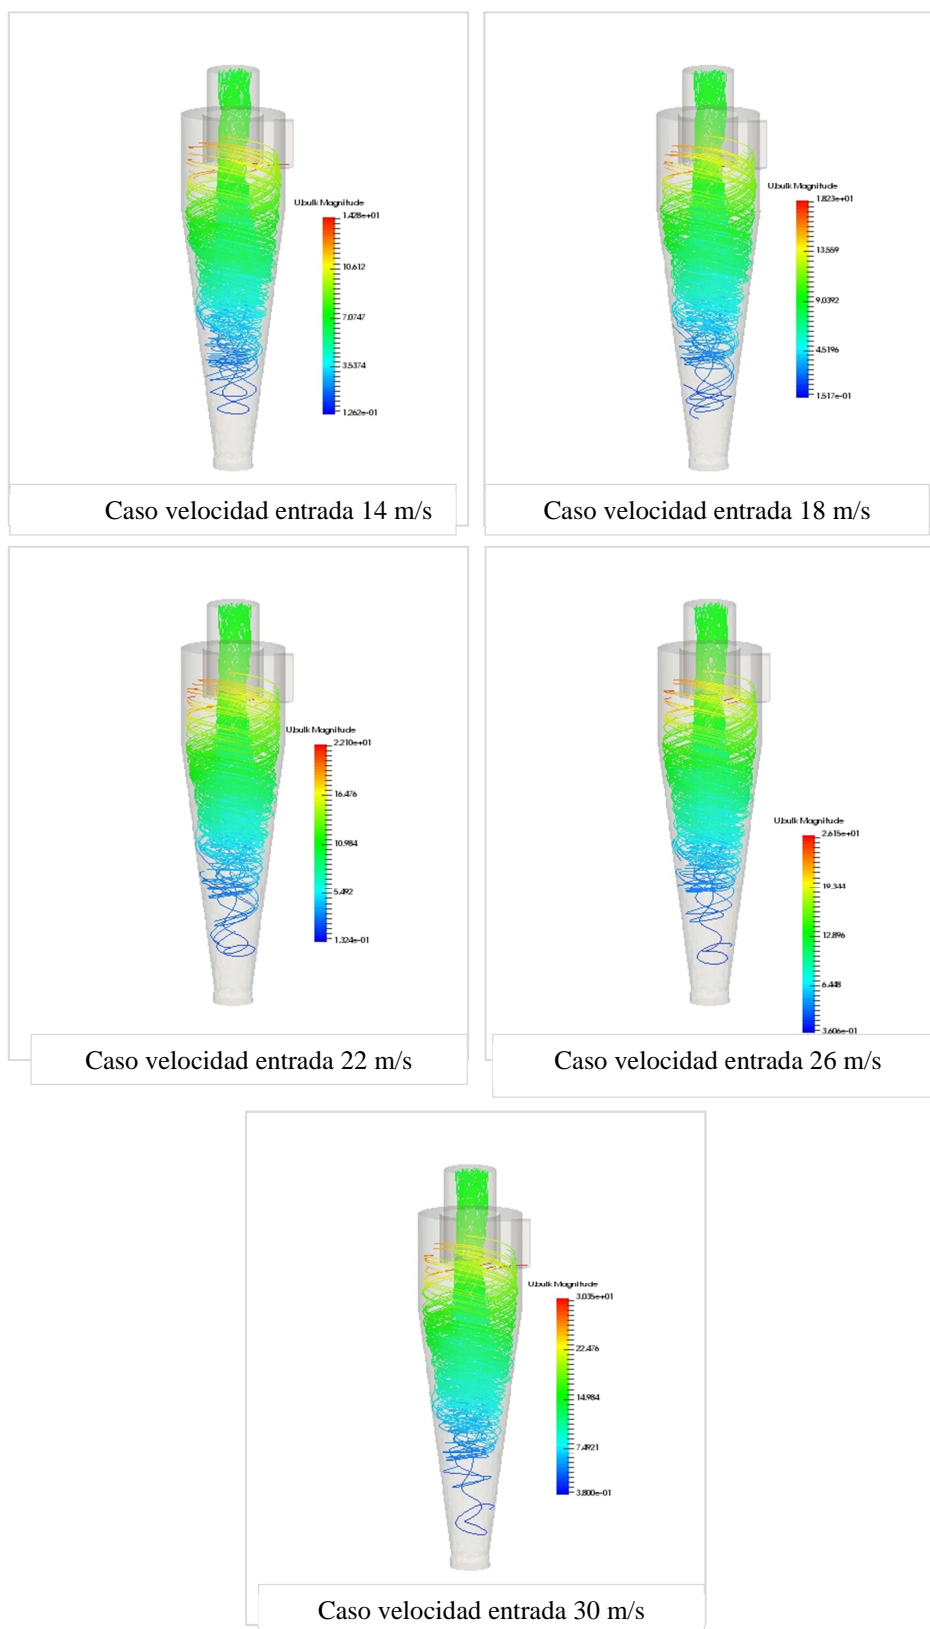 U.bulk Magnitude
1.428e+01
10.612
7.0747
3.5374
1.262e-01
Caso velocidad entrada 14 m/s
U.bulk Magnitude
1.823e+01
13.559
9.0392
4.5196
1.517e-01
Caso velocidad entrada 18 m/s
U.bulk Magnitude
2.210e+01
16.476
10.984
5.492
1.324e-01
Caso velocidad entrada 22 m/s
U.bulk Magnitude
2.615e+01
19.344
12.896
6.448
3.606e-01
Caso velocidad entrada 26 m/s
U.bulk Magnitude
3.035e+01
22.476
14.984
7.4921
3.800e-01
Caso velocidad entrada 30 m/s